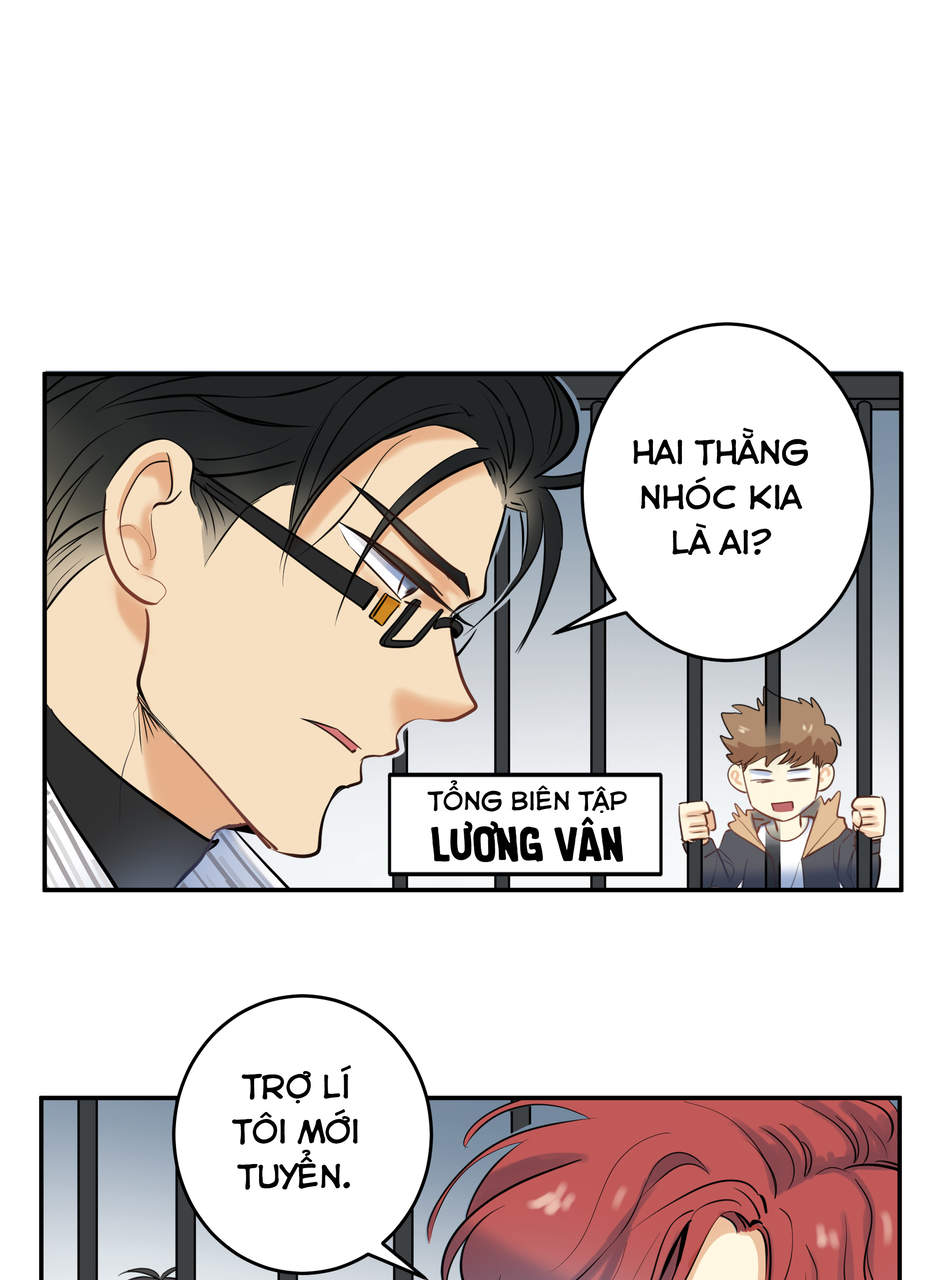 HAI THẰNG
NHÓC KIA
LÀ AI?
TỔNG BIÊN TẬP
LƯƠNG VÂN
TRỢ LÍ
TÔI MỚI
TUYỂN.